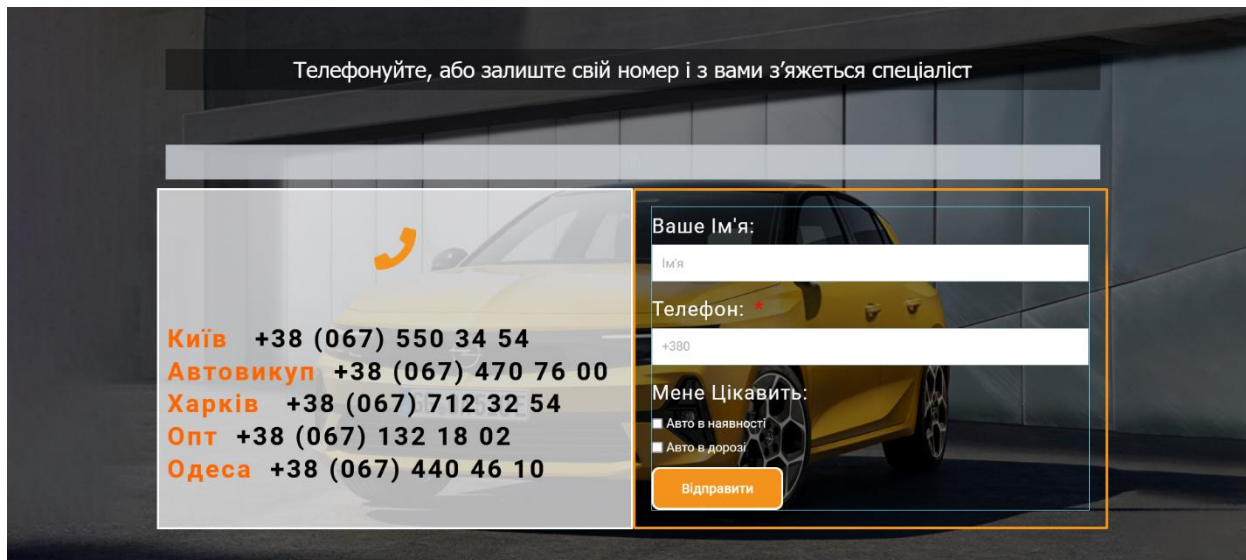 Телефонуйте, або залиште свій номер і з вами з’яжеться спеціаліст
Київ +38 (067) 550 34 54
Автовикуп +38 (067) 470 76 00
Харків +38 (067) 712 32 54
Опт +38 (067) 132 18 02
Одеса +38 (067) 440 46 10
Ваше Ім'я:
Ім'я
Телефон: *
+380
Мене Цікавить:
Авто в наявності
Авто в дорозі
Відправити